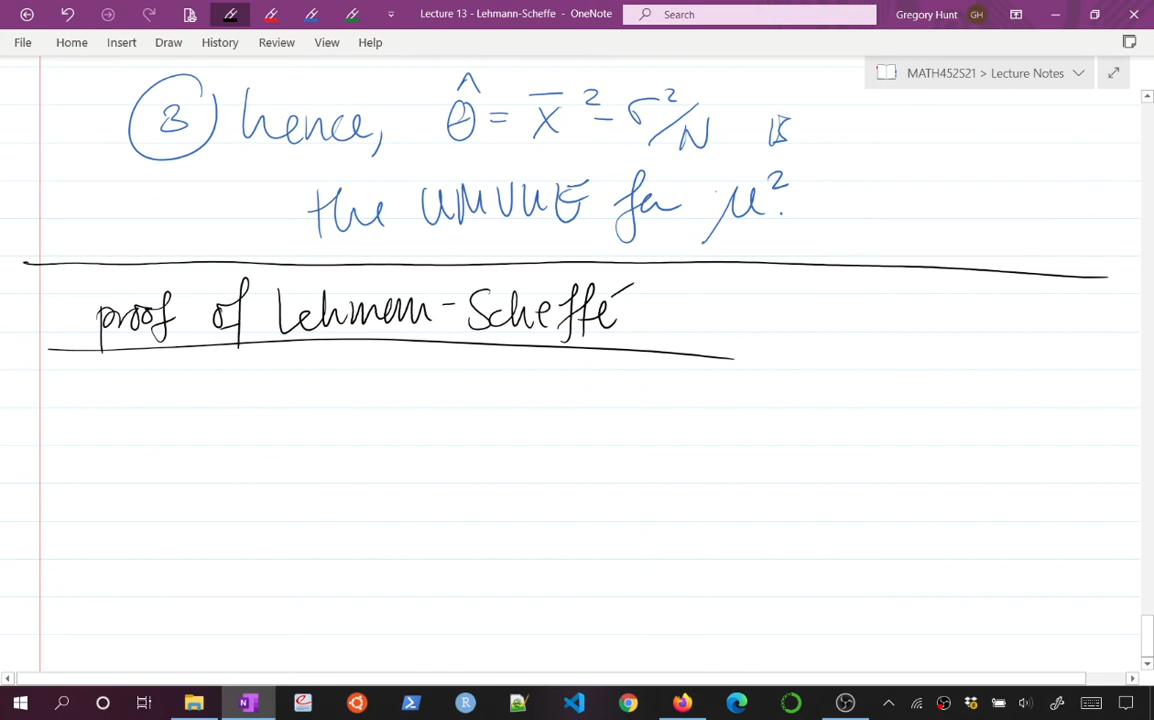 Lecture 13 - Lehmann-Scheffe - OneNote
Search
Gregory Hunt
GH
File Home Insert Draw History Review View Help
MATH452S21 > Lecture Notes
3 hence, θ̂ = x̄² - σ²/N is
the UMVUE for μ².
proof of Lehmann-Scheffé